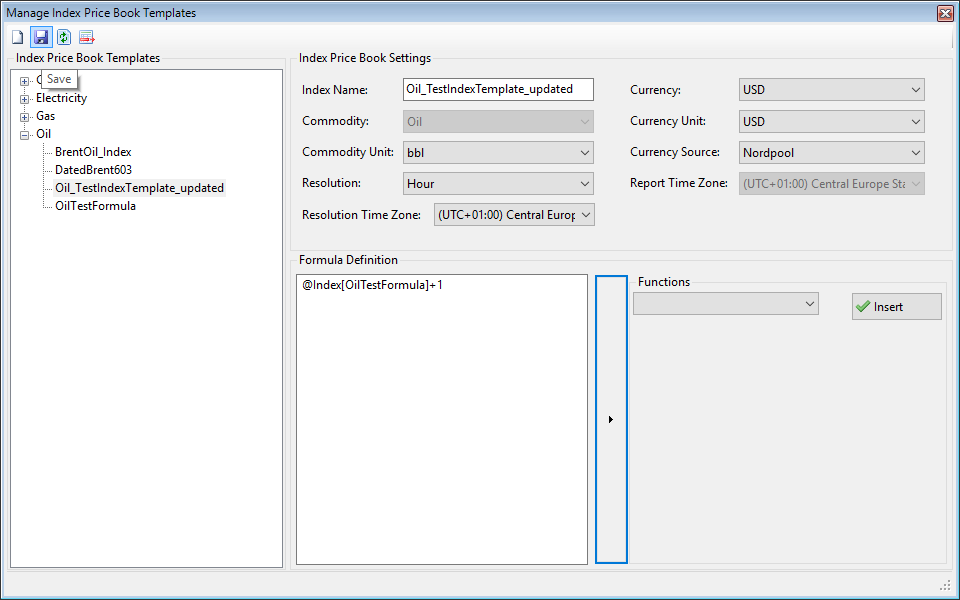 Manage Index Price Book Templates
Index Price Book Templates
Save
Electricity
Gas
Oil
BrentOil_Index
DatedBrent603
Oil_TestIndexTemplate_updated
OilTestFormula
Index Price Book Settings
Index Name: Oil_TestIndexTemplate_updated
Currency: USD
Commodity: Oil
Currency Unit: USD
Commodity Unit: bbl
Currency Source: Nordpool
Resolution: Hour
Report Time Zone: (UTC+01:00) Central Europe Sta
Resolution Time Zone: (UTC+01:00) Central Europ
Formula Definition
@Index[OilTestFormula]+1
Functions
Insert